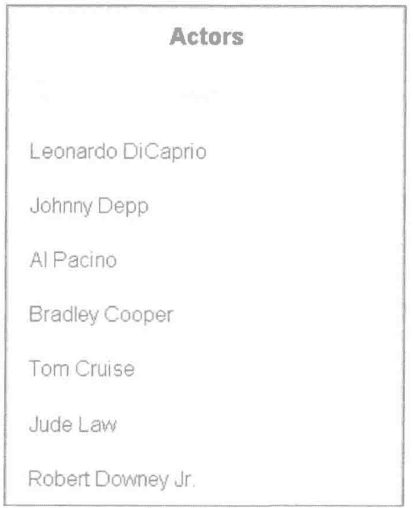 Actors
Leonardo DiCaprio
Johnny Depp
Al Pacino
Bradley Cooper
Tom Cruise
Jude Law
Robert Downey Jr.